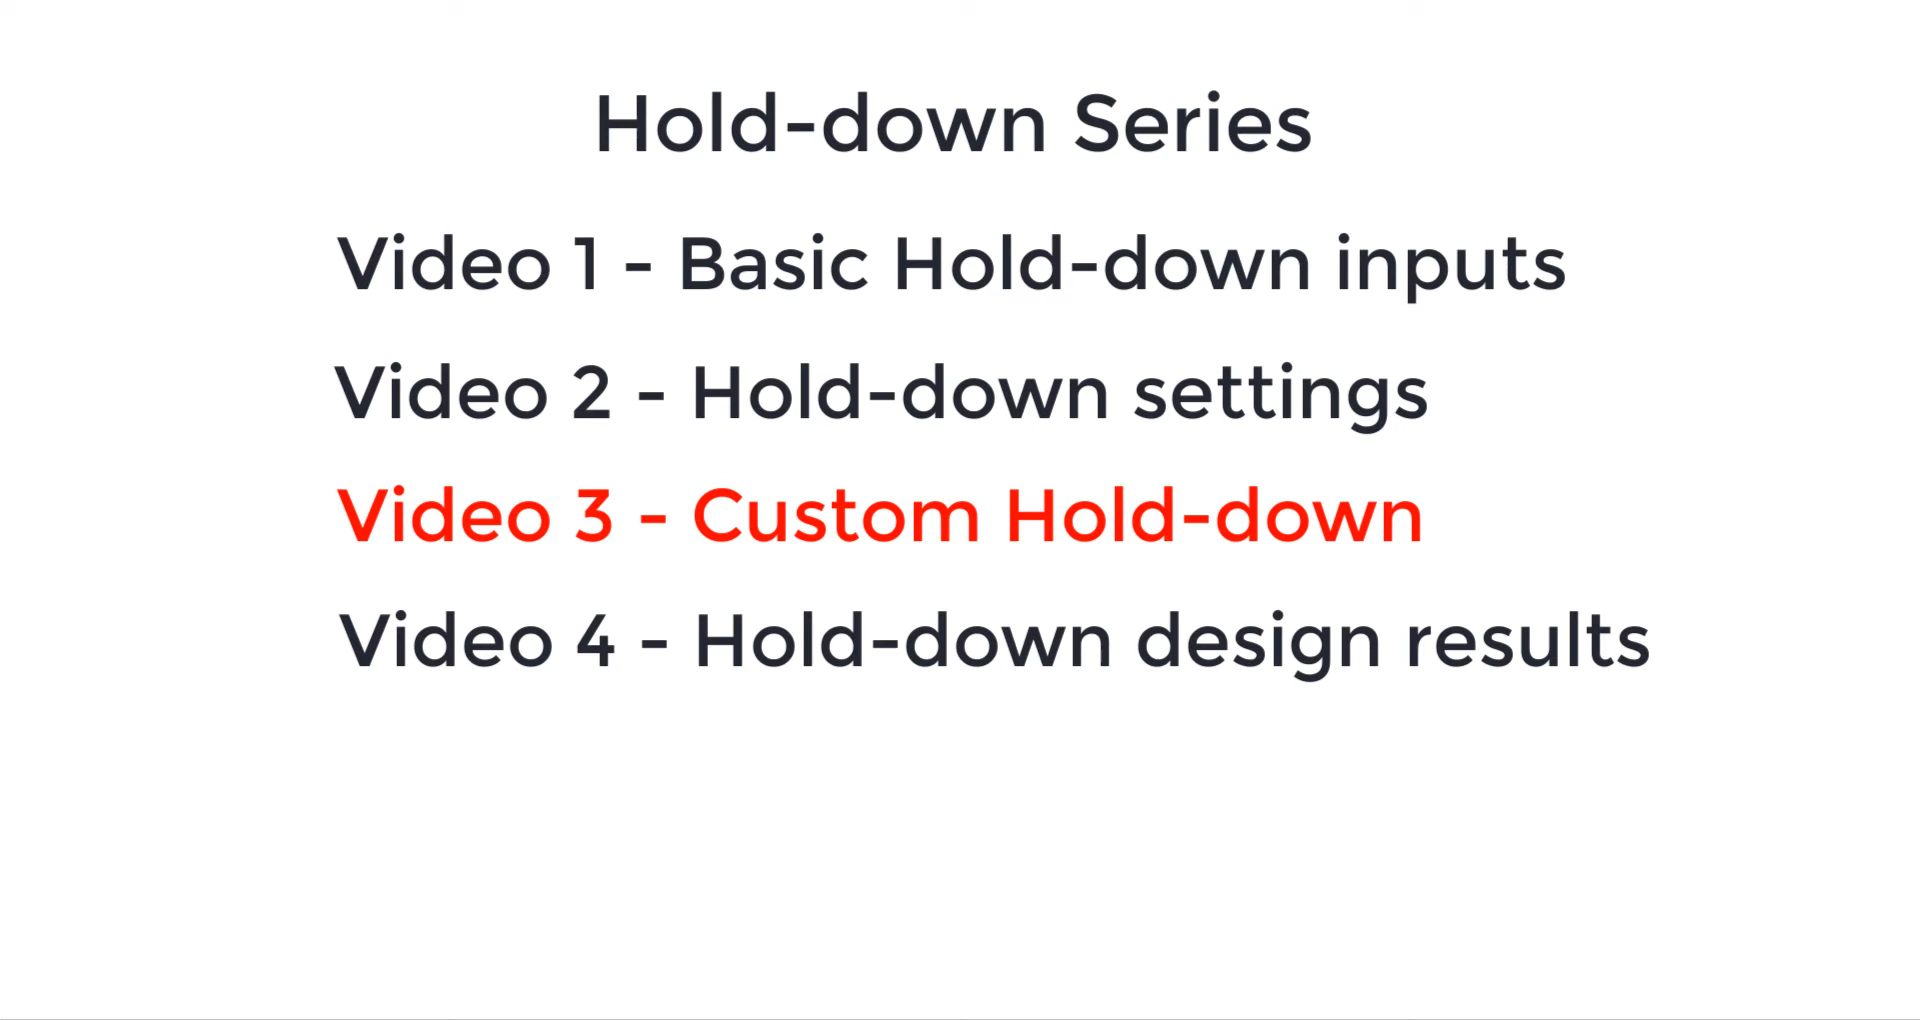 Hold-down Series
Video 1 - Basic Hold-down inputs
Video 2 - Hold-down settings
Video 3 - Custom Hold-down
Video 4 - Hold-down design results